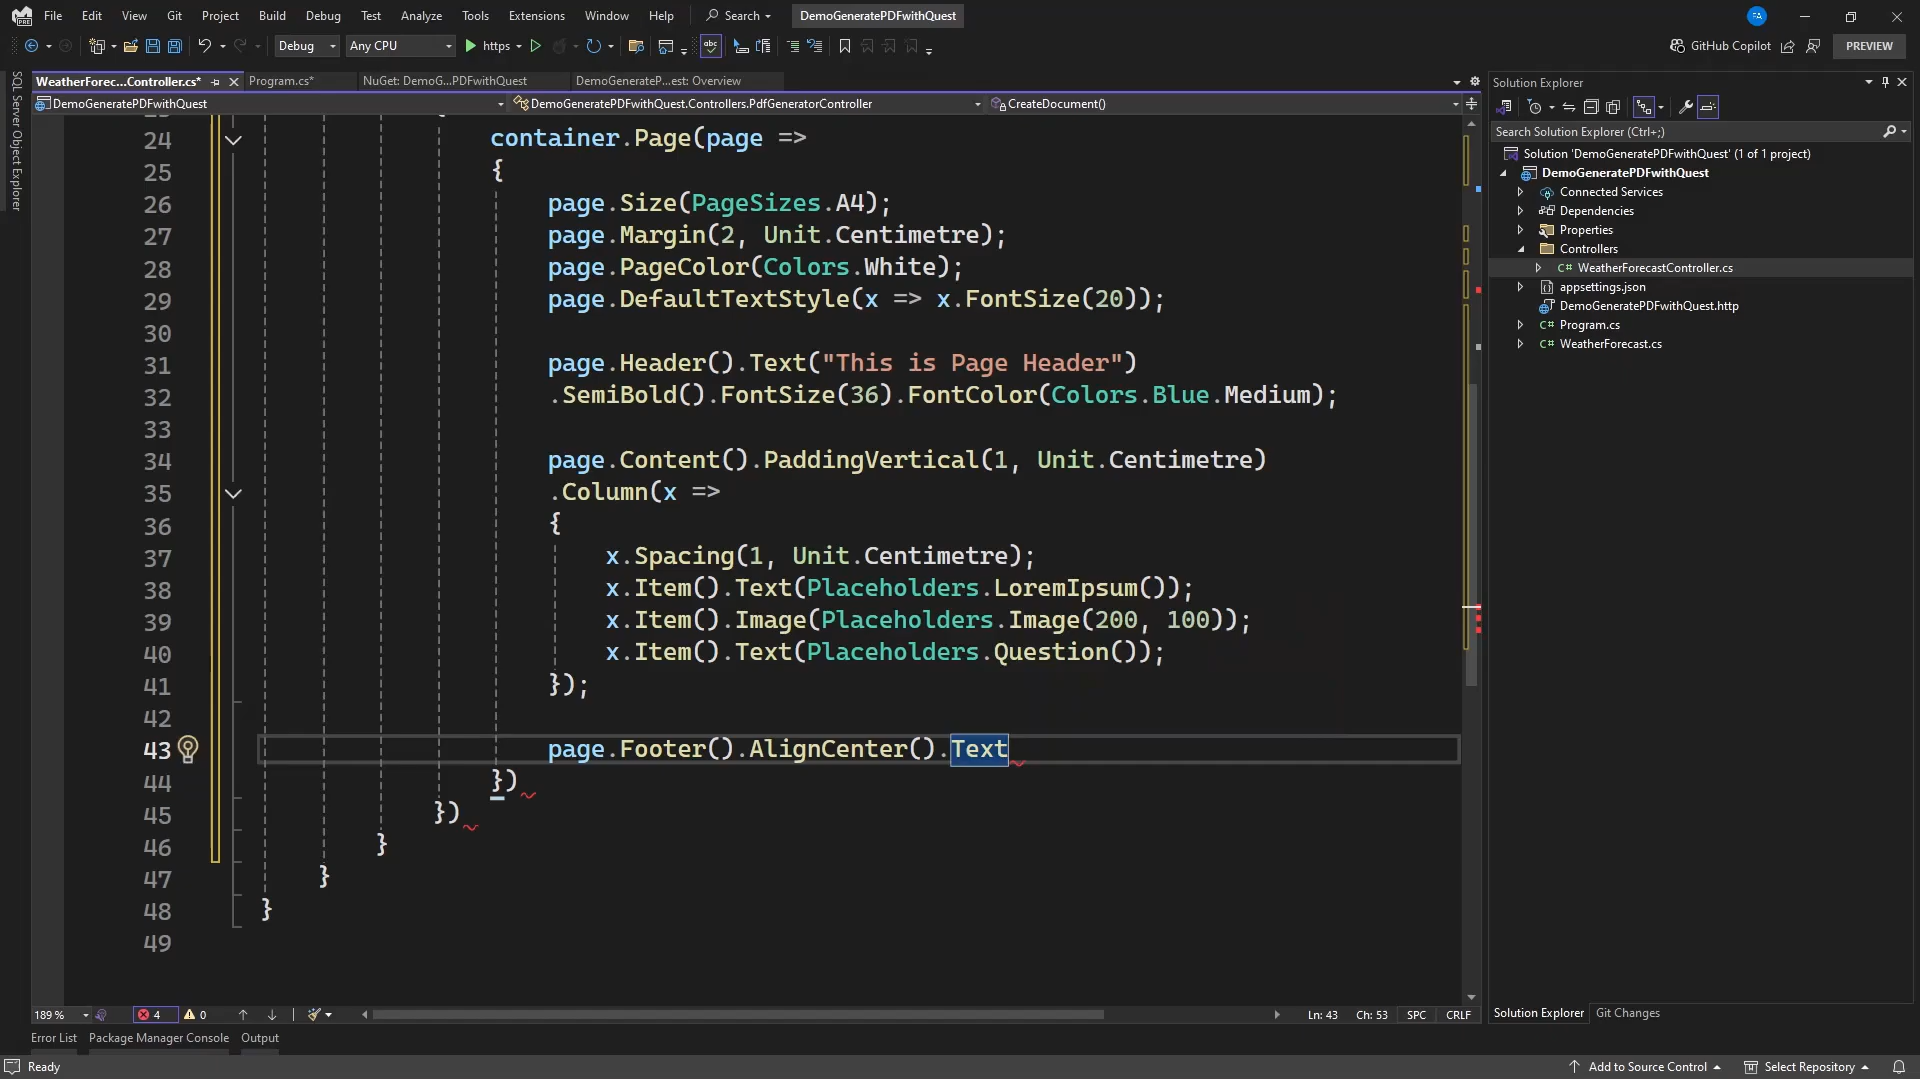 File Edit View Git Project Build Debug Test Analyze Tools Extensions Window Help Search DemoGeneratePDFwithQuest FA
Debug Any CPU https GitHub Copilot PREVIEW
SQL Server Object Explorer
WeatherForec...Controller.cs* Program.cs* NuGet: DemoG...PDFwithQuest DemoGenerateP...est: Overview
DemoGeneratePDFwithQuest DemoGeneratePDFwithQuest.Controllers.PdfGeneratorController CreateDocument()
24 container.Page(page =>
25 {
26 page.Size(PageSizes.A4);
27 page.Margin(2, Unit.Centimetre);
28 page.PageColor(Colors.White);
29 page.DefaultTextStyle(x => x.FontSize(20));
30
31 page.Header().Text("This is Page Header")
32 .SemiBold().FontSize(36).FontColor(Colors.Blue.Medium);
33
34 page.Content().PaddingVertical(1, Unit.Centimetre)
35 .Column(x =>
36 {
37 x.Spacing(1, Unit.Centimetre);
38 x.Item().Text(Placeholders.LoremIpsum());
39 x.Item().Image(Placeholders.Image(200, 100));
40 x.Item().Text(Placeholders.Question());
41 });
42
43 page.Footer().AlignCenter().Text
44 })
45 })
46 }
47 }
48 }
49
189 % 4 0 Ln: 43 Ch: 53 SPC CRLF
Error List Package Manager Console Output
Ready
Solution Explorer
Search Solution Explorer (Ctrl+;)
Solution 'DemoGeneratePDFwithQuest' (1 of 1 project)
DemoGeneratePDFwithQuest
Connected Services
Dependencies
Properties
Controllers
C# WeatherForecastController.cs
appsettings.json
DemoGeneratePDFwithQuest.http
C# Program.cs
C# WeatherForecast.cs
Solution Explorer Git Changes
Add to Source Control Select Repository